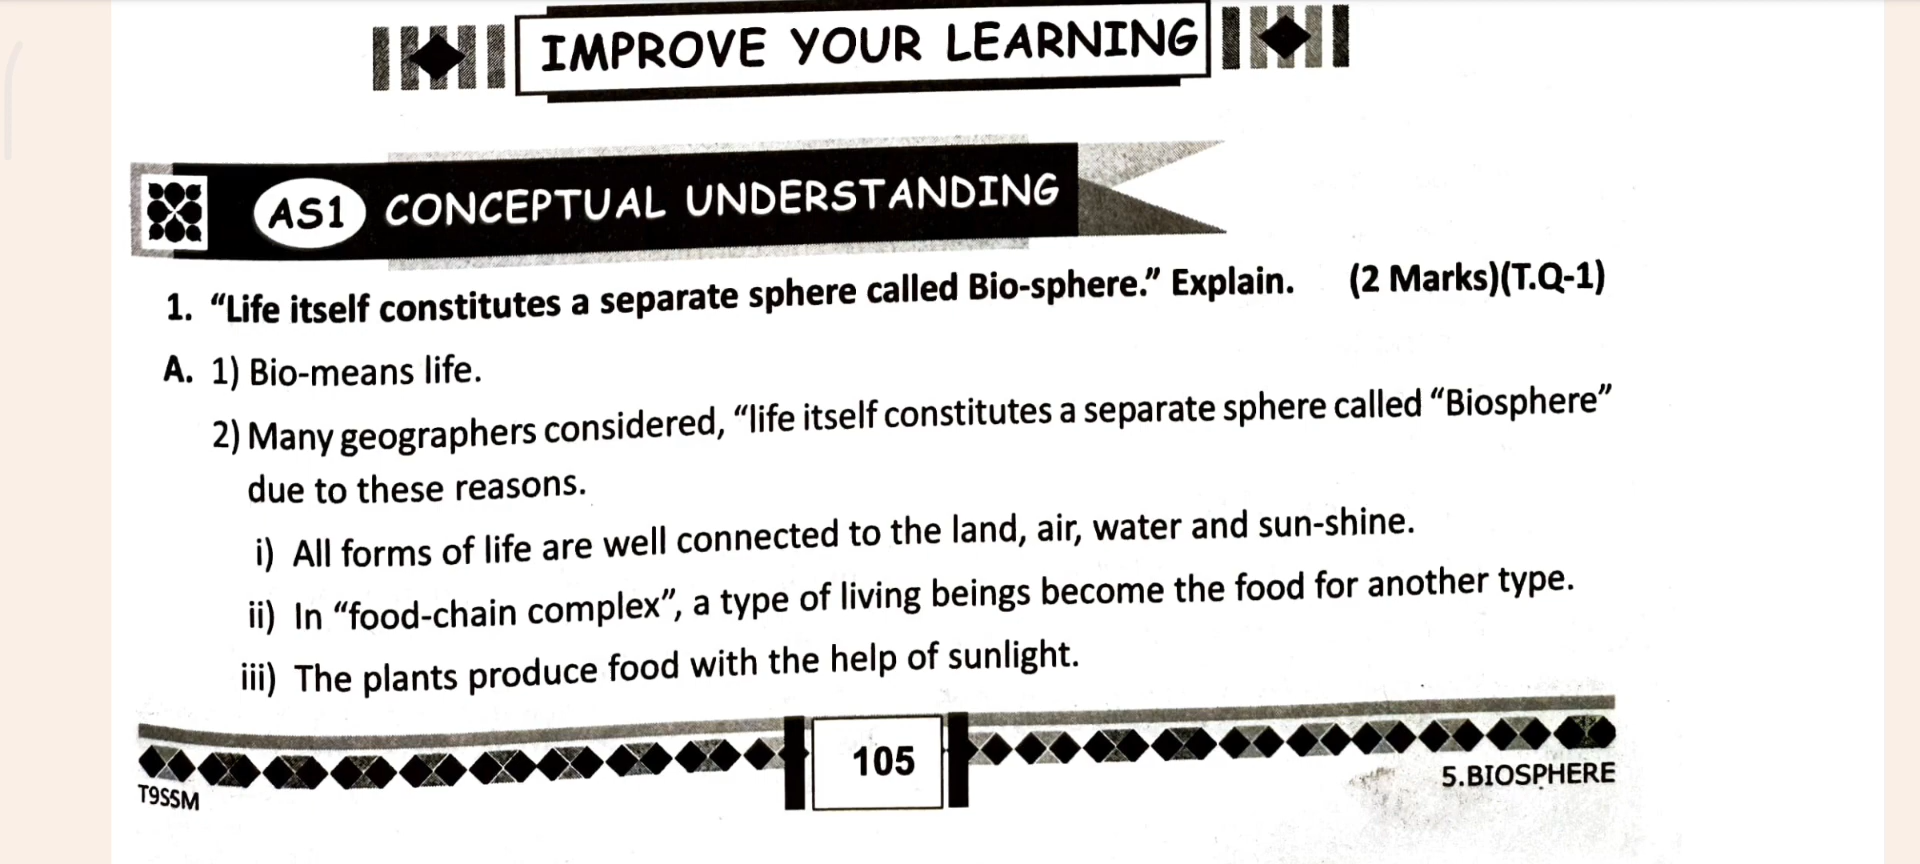 IMPROVE YOUR LEARNING
AS1 CONCEPTUAL UNDERSTANDING
1. “Life itself constitutes a separate sphere called Bio-sphere.” Explain. (2 Marks)(T.Q-1)
A. 1) Bio-means life.
2) Many geographers considered, “life itself constitutes a separate sphere called “Biosphere”
due to these reasons.
i) All forms of life are well connected to the land, air, water and sun-shine.
ii) In “food-chain complex”, a type of living beings become the food for another type.
iii) The plants produce food with the help of sunlight.
105
T9SSM
5.BIOSPHERE